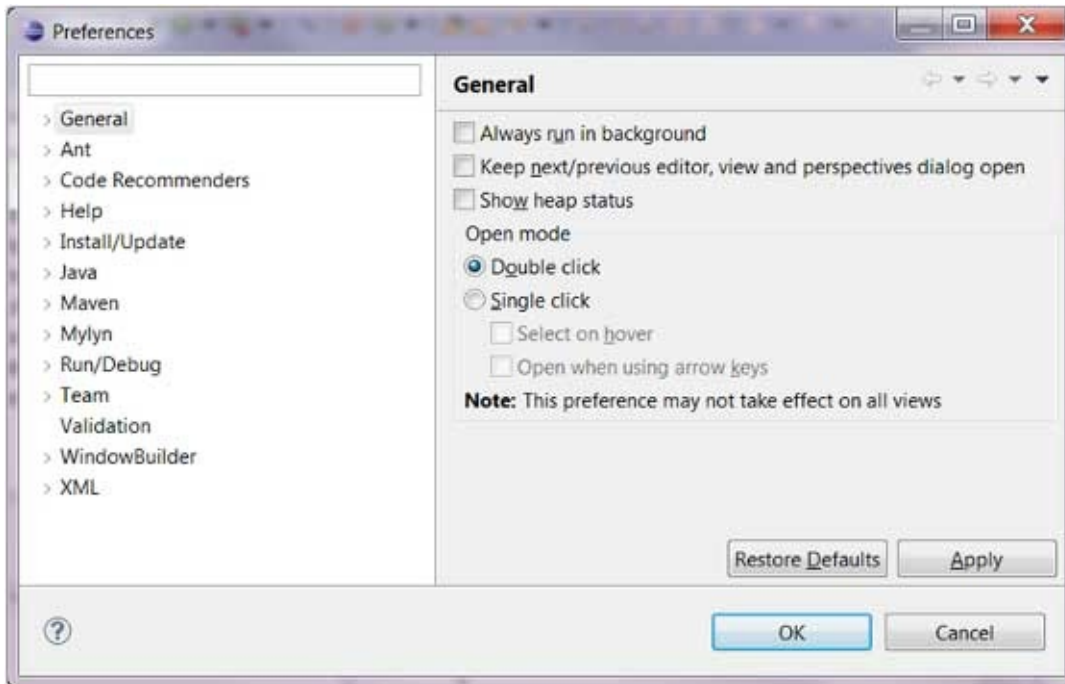 Preferences
General
Ant
Code Recommenders
Help
Install/Update
Java
Maven
Mylyn
Run/Debug
Team
Validation
WindowBuilder
XML
General
Always run in background
Keep next/previous editor, view and perspectives dialog open
Show heap status
Open mode
Double click
Single click
Select on hover
Open when using arrow keys
Note: This preference may not take effect on all views
Restore Defaults
Apply
OK
Cancel